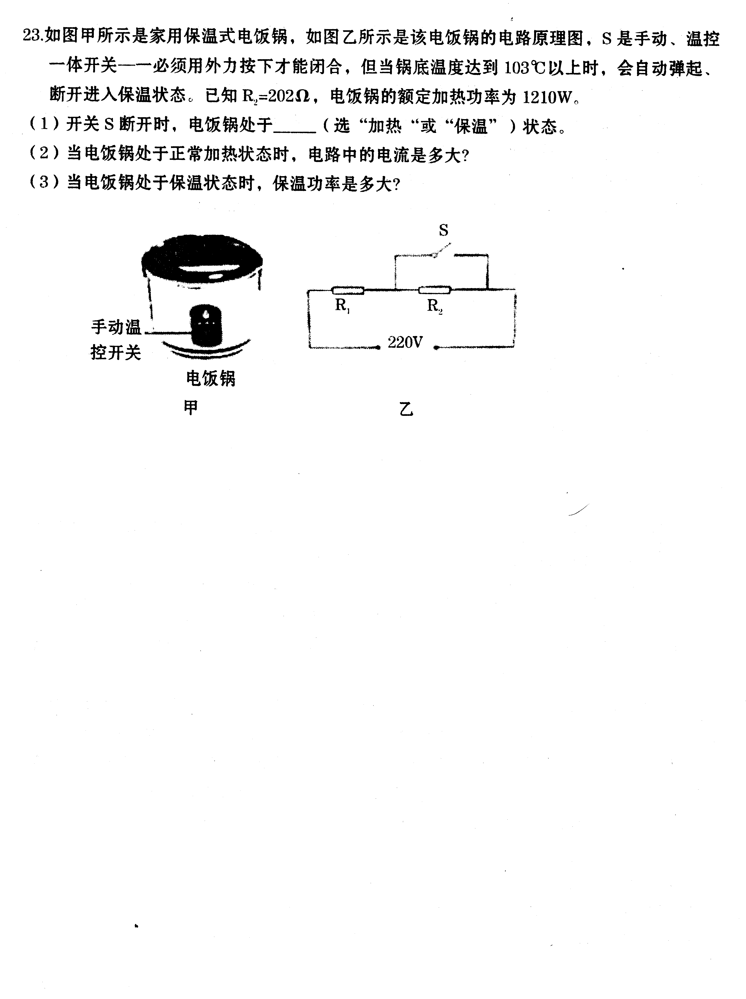 23.如图甲所示是家用保温式电饭锅，如图乙所示是该电饭锅的电路原理图，S 是手动、温控
一体开关—一必须用外力按下才能闭合，但当锅底温度达到 103℃以上时，会自动弹起、
断开进入保温状态。已知 R₂=202Ω，电饭锅的额定加热功率为 1210W。
（1）开关 S 断开时，电饭锅处于_____（选 “加热 “或 “保温” ）状态。
（2）当电饭锅处于正常加热状态时，电路中的电流是多大?
（3）当电饭锅处于保温状态时，保温功率是多大?
S
R₁
R₂
手动温
控开关
220V
电饭锅
甲
乙